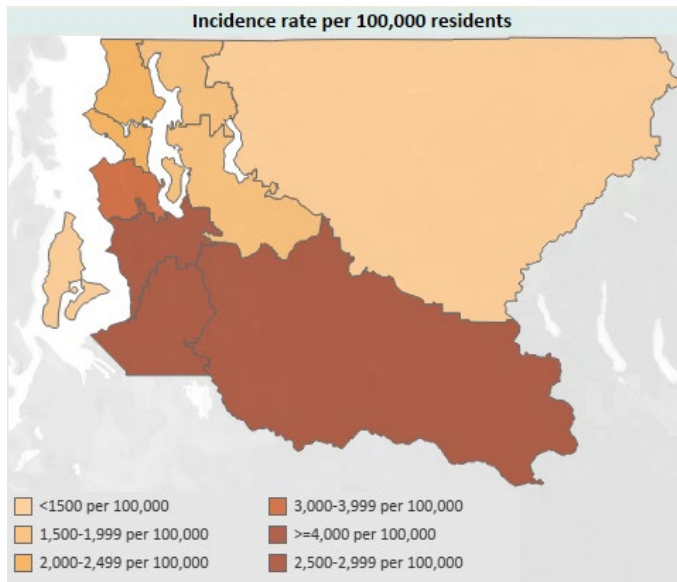 Incidence rate per 100,000 residents
<1500 per 100,000
1,500-1,999 per 100,000
2,000-2,499 per 100,000
3,000-3,999 per 100,000
>=4,000 per 100,000
2,500-2,999 per 100,000